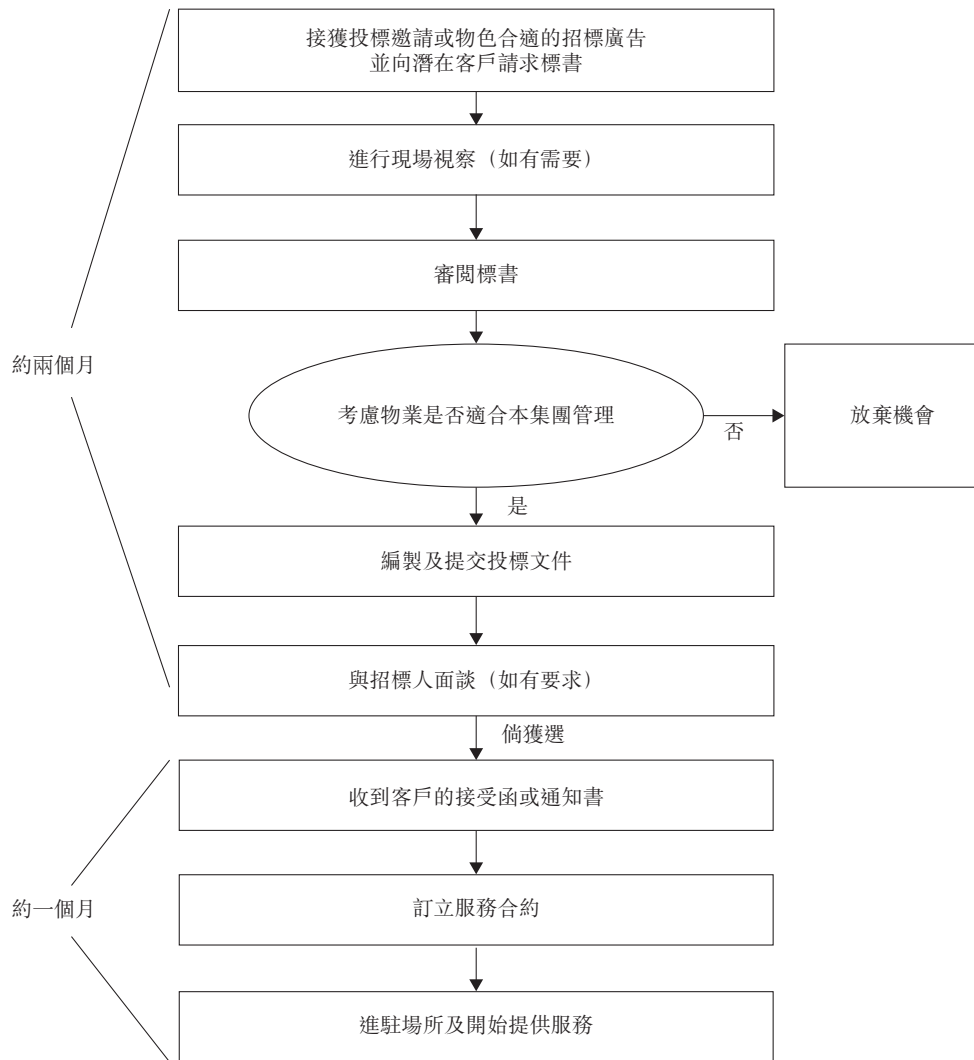 接獲投標邀請或物色合適的招標廣告
並向潛在客戶請求標書
進行現場視察（如有需要）
審閱標書
約兩個月
考慮物業是否適合本集團管理
否
放棄機會
是
編製及提交投標文件
與招標人面談（如有要求）
倘獲選
收到客戶的接受函或通知書
約一個月
訂立服務合約
進駐場所及開始提供服務